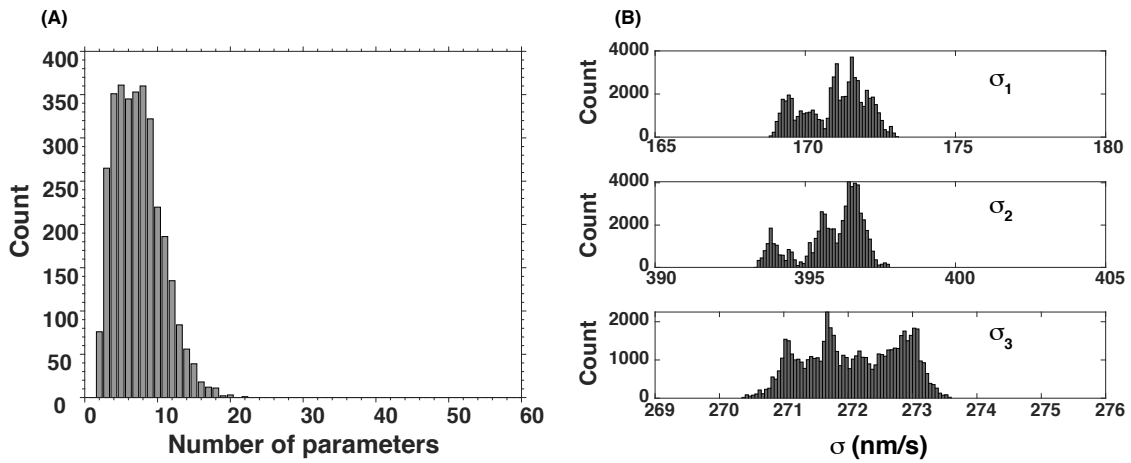 (A)
400
350
300
250
200
150
100
50
0
Count
0 10 20 30 40 50 60
Number of parameters
(B)
4000
2000
0
Count
σ1
165 170 175 180
4000
2000
0
Count
σ2
390 395 400 405
2000
1000
0
Count
σ3
269 270 271 272 273 274 275 276
σ (nm/s)